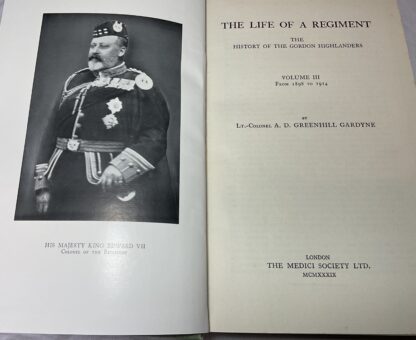 HIS MAJESTY KING EDWARD VII
COLONEL OF THE REGIMENT
THE LIFE OF A REGIMENT
THE
HISTORY OF THE GORDON HIGHLANDERS
VOLUME III
FROM 1898 TO 1914
BY
LT.-COLONEL A. D. GREENHILL GARDYNE
LONDON
THE MEDICI SOCIETY LTD.
MCMXXXIX